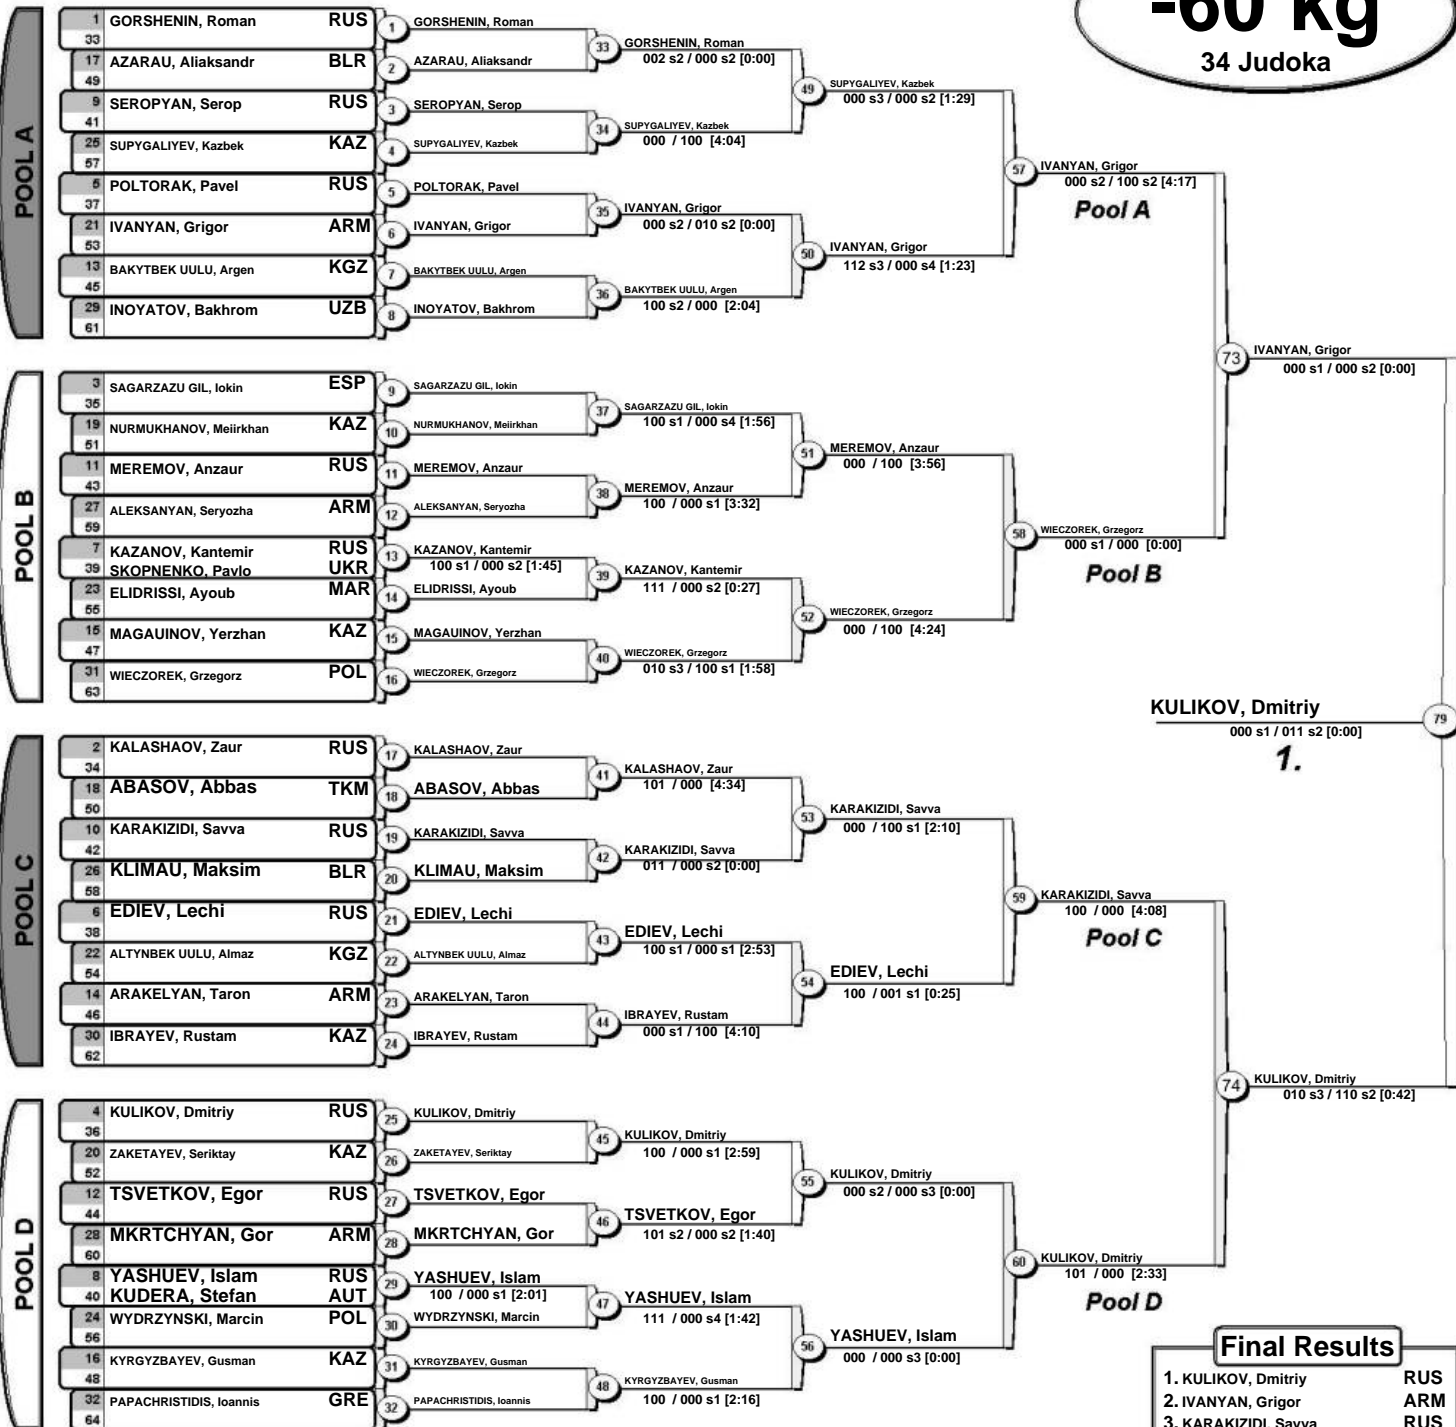 -60 kg
34 Judoka
POOL A
1 GORSHENIN, Roman RUS
33
17 AZARAU, Aliaksandr BLR
49
9 SEROPYAN, Serop RUS
41
25 SUPYGALIYEV, Kazbek KAZ
57
5 POLTORAK, Pavel RUS
37
21 IVANYAN, Grigor ARM
53
13 BAKYTBEK UULU, Argen KGZ
45
29 INOYATOV, Bakhrom UZB
61
1 GORSHENIN, Roman
2 AZARAU, Aliaksandr
3 SEROPYAN, Serop
4 SUPYGALIYEV, Kazbek
5 POLTORAK, Pavel
6 IVANYAN, Grigor
7 BAKYTBEK UULU, Argen
8 INOYATOV, Bakhrom
33 GORSHENIN, Roman
002 s2 / 000 s2 [0:00]
34 SUPYGALIYEV, Kazbek
000 / 100 [4:04]
35 IVANYAN, Grigor
000 s2 / 010 s2 [0:00]
36 BAKYTBEK UULU, Argen
100 s2 / 000 [2:04]
49 SUPYGALIYEV, Kazbek
000 s3 / 000 s2 [1:29]
50 IVANYAN, Grigor
112 s3 / 000 s4 [1:23]
57 IVANYAN, Grigor
000 s2 / 100 s2 [4:17]
Pool A
POOL B
3 SAGARZAZU GIL, Iokin ESP
35
19 NURMUKHANOV, Meiirkhan KAZ
51
11 MEREMOV, Anzaur RUS
43
27 ALEKSANYAN, Seryozha ARM
59
7 KAZANOV, Kantemir RUS
39 SKOPNENKO, Pavlo UKR
23 ELIDRISSI, Ayoub MAR
55
15 MAGAUINOV, Yerzhan KAZ
47
31 WIECZOREK, Grzegorz POL
63
9 SAGARZAZU GIL, Iokin
10 NURMUKHANOV, Meiirkhan
11 MEREMOV, Anzaur
12 ALEKSANYAN, Seryozha
13 KAZANOV, Kantemir
100 s1 / 000 s2 [1:45]
14 ELIDRISSI, Ayoub
15 MAGAUINOV, Yerzhan
16 WIECZOREK, Grzegorz
37 SAGARZAZU GIL, Iokin
100 s1 / 000 s4 [1:56]
38 MEREMOV, Anzaur
100 / 000 s1 [3:32]
39 KAZANOV, Kantemir
111 / 000 s2 [0:27]
40 WIECZOREK, Grzegorz
010 s3 / 100 s1 [1:58]
51 MEREMOV, Anzaur
000 / 100 [3:56]
52 WIECZOREK, Grzegorz
000 / 100 [4:24]
58 WIECZOREK, Grzegorz
000 s1 / 000 [0:00]
Pool B
73 IVANYAN, Grigor
000 s1 / 000 s2 [0:00]
KULIKOV, Dmitriy 79
000 s1 / 011 s2 [0:00]
1.
POOL C
2 KALASHAOV, Zaur RUS
34
18 ABASOV, Abbas TKM
50
10 KARAKIZIDI, Savva RUS
42
26 KLIMAU, Maksim BLR
58
6 EDIEV, Lechi RUS
38
22 ALTYNBEK UULU, Almaz KGZ
54
14 ARAKELYAN, Taron ARM
46
30 IBRAYEV, Rustam KAZ
62
17 KALASHAOV, Zaur
18 ABASOV, Abbas
19 KARAKIZIDI, Savva
20 KLIMAU, Maksim
21 EDIEV, Lechi
22 ALTYNBEK UULU, Almaz
23 ARAKELYAN, Taron
24 IBRAYEV, Rustam
41 KALASHAOV, Zaur
101 / 000 [4:34]
42 KARAKIZIDI, Savva
011 / 000 s2 [0:00]
43 EDIEV, Lechi
100 s1 / 000 s1 [2:53]
44 IBRAYEV, Rustam
000 s1 / 100 [4:10]
53 KARAKIZIDI, Savva
000 / 100 s1 [2:10]
54 EDIEV, Lechi
100 / 001 s1 [0:25]
59 KARAKIZIDI, Savva
100 / 000 [4:08]
Pool C
74 KULIKOV, Dmitriy
010 s3 / 110 s2 [0:42]
POOL D
4 KULIKOV, Dmitriy RUS
36
20 ZAKETAYEV, Seriktay KAZ
52
12 TSVETKOV, Egor RUS
44
28 MKRTCHYAN, Gor ARM
60
8 YASHUEV, Islam RUS
40 KUDERA, Stefan AUT
24 WYDRZYNSKI, Marcin POL
56
16 KYRGYZBAYEV, Gusman KAZ
48
32 PAPACHRISTIDIS, Ioannis GRE
64
25 KULIKOV, Dmitriy
26 ZAKETAYEV, Seriktay
27 TSVETKOV, Egor
28 MKRTCHYAN, Gor
29 YASHUEV, Islam
100 / 000 s1 [2:01]
30 WYDRZYNSKI, Marcin
31 KYRGYZBAYEV, Gusman
32 PAPACHRISTIDIS, Ioannis
45 KULIKOV, Dmitriy
100 / 000 s1 [2:59]
46 TSVETKOV, Egor
101 s2 / 000 s2 [1:40]
47 YASHUEV, Islam
111 / 000 s4 [1:42]
48 KYRGYZBAYEV, Gusman
100 / 000 s1 [2:16]
55 KULIKOV, Dmitriy
000 s2 / 000 s3 [0:00]
56 YASHUEV, Islam
000 / 000 s3 [0:00]
60 KULIKOV, Dmitriy
101 / 000 [2:33]
Pool D
Final Results
1. KULIKOV, Dmitriy RUS
2. IVANYAN, Grigor ARM
3. KARAKIZIDI, Savva RUS